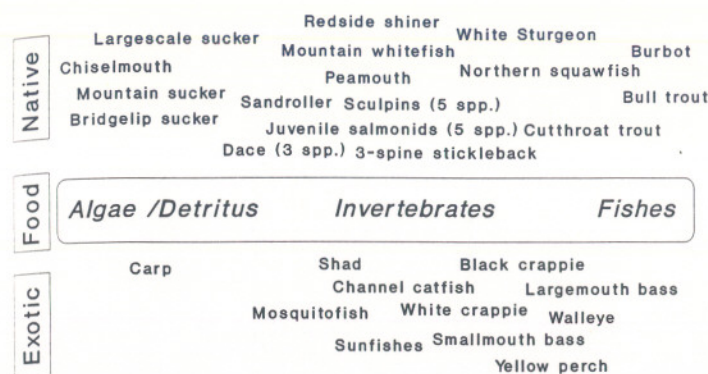 Native
Redside shiner
Largescale sucker
White Sturgeon
Mountain whitefish
Burbot
Chiselmouth
Peamouth
Northern squawfish
Mountain sucker
Sandroller
Sculpins (5 spp.)
Bull trout
Bridgelip sucker
Juvenile salmonids (5 spp.)
Cutthroat trout
Dace (3 spp.)
3-spine stickleback
Food
Algae /Detritus
Invertebrates
Fishes
Exotic
Carp
Shad
Black crappie
Channel catfish
Largemouth bass
Mosquitofish
White crappie
Walleye
Sunfishes
Smallmouth bass
Yellow perch